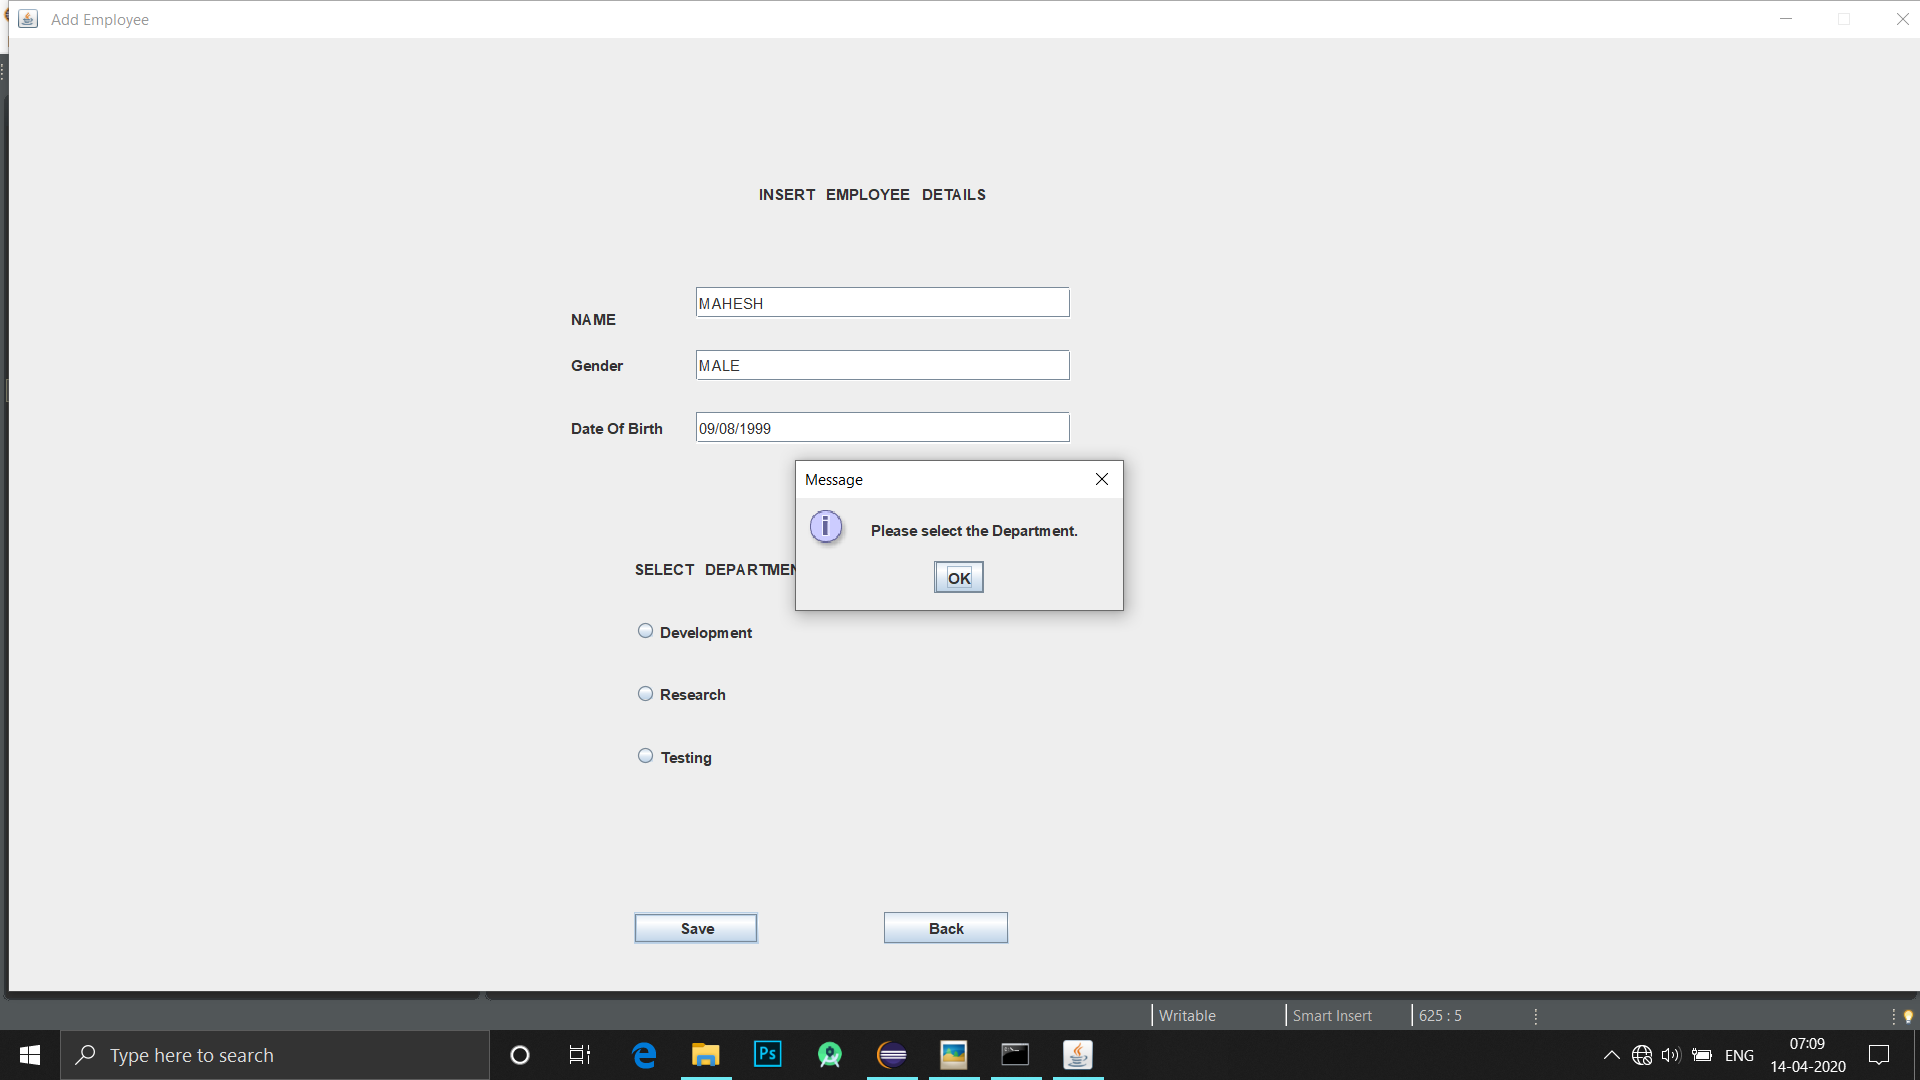 Add Employee
INSERT EMPLOYEE DETAILS
NAME
MAHESH
Gender
MALE
Date Of Birth
09/08/1999
Message
Please select the Department.
OK
SELECT DEPARTMEN
Development
Research
Testing
Save
Back
Writable
Smart Insert
625 : 5
Type here to search
Ps
ENG
07:09
14-04-2020